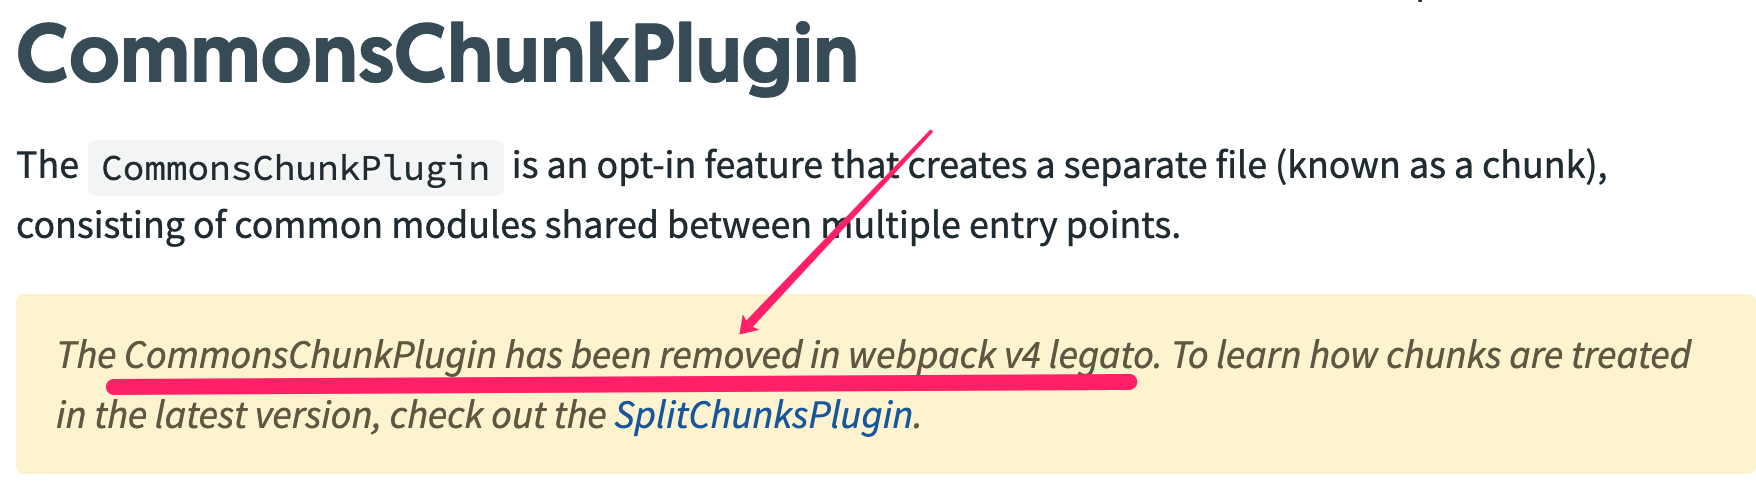 CommonsChunkPlugin
The CommonsChunkPlugin is an opt-in feature that creates a separate file (known as a chunk),
consisting of common modules shared between multiple entry points.
The CommonsChunkPlugin has been removed in webpack v4 legato. To learn how chunks are treated
in the latest version, check out the SplitChunksPlugin.